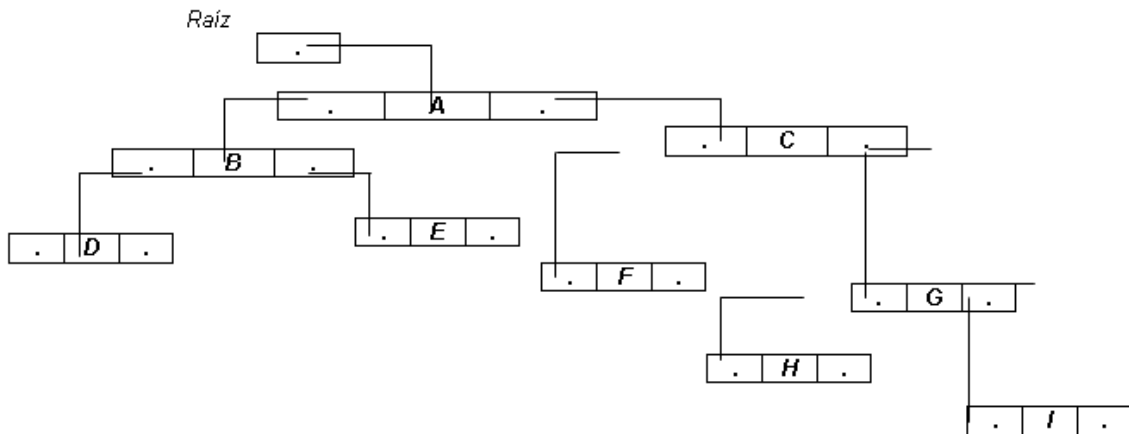 Raíz
.
. A .
. C .
. B .
. E .
. D .
. F .
. G .
. H .
. I .